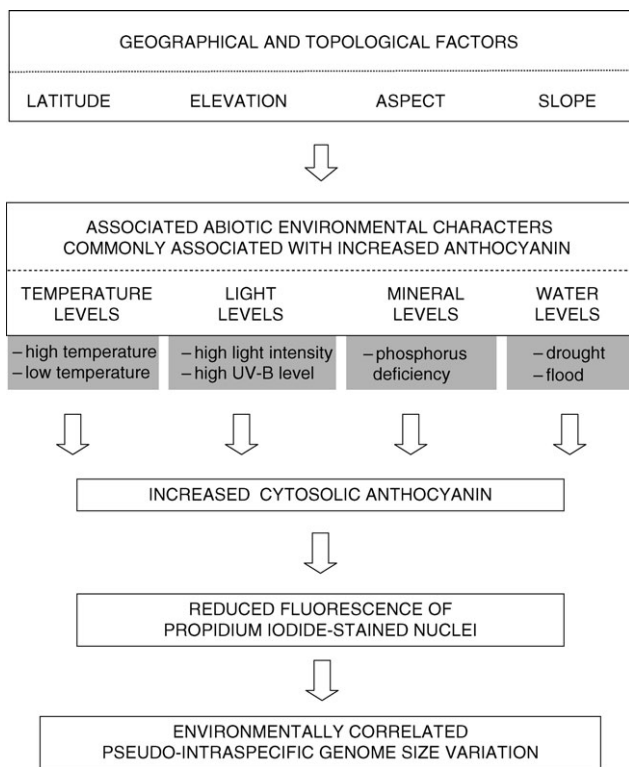 GEOGRAPHICAL AND TOPOLOGICAL FACTORS
LATITUDE ELEVATION ASPECT SLOPE
ASSOCIATED ABIOTIC ENVIRONMENTAL CHARACTERS
COMMONLY ASSOCIATED WITH INCREASED ANTHOCYANIN
TEMPERATURE LIGHT MINERAL WATER
LEVELS LEVELS LEVELS LEVELS
– high temperature – high light intensity – phosphorus – drought
– low temperature – high UV-B level deficiency – flood
INCREASED CYTOSOLIC ANTHOCYANIN
REDUCED FLUORESCENCE OF
PROPIDIUM IODIDE-STAINED NUCLEI
ENVIRONMENTALLY CORRELATED
PSEUDO-INTRASPECIFIC GENOME SIZE VARIATION